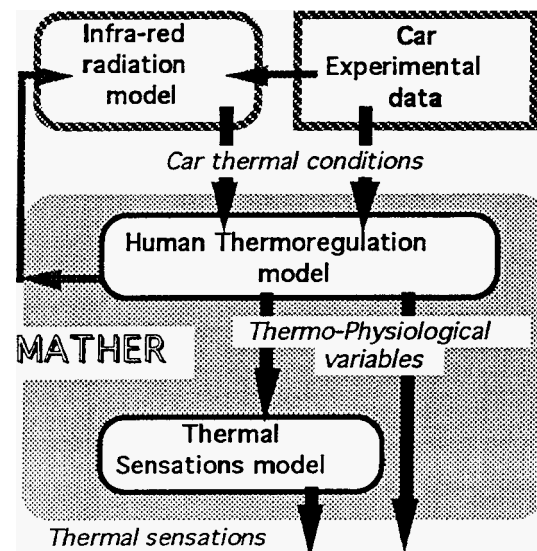 Infra-red
radiation
model
Car
Experimental
data
Car thermal conditions
Human Thermoregulation
model
MATHER
Thermo-Physiological
variables
Thermal
Sensations model
Thermal sensations